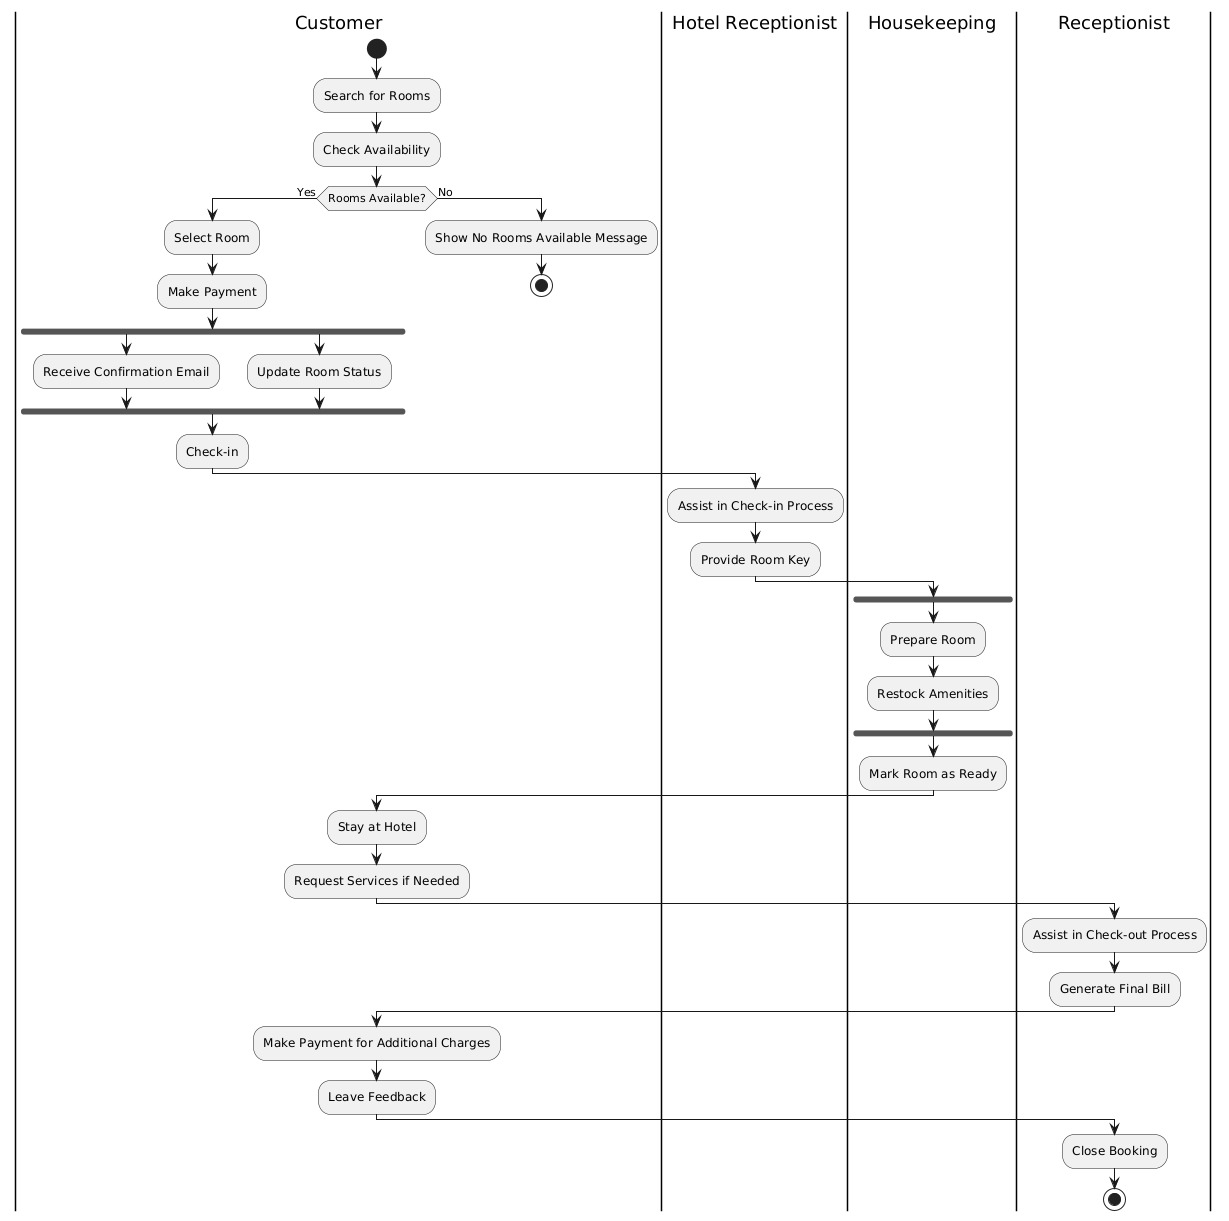 Customer
Hotel Receptionist
Housekeeping
Receptionist
Search for Rooms
Check Availability
Yes
Rooms Available?
No
Select Room
Show No Rooms Available Message
Make Payment
Receive Confirmation Email
Update Room Status
Check-in
Assist in Check-in Process
Provide Room Key
Prepare Room
Restock Amenities
Mark Room as Ready
Stay at Hotel
Request Services if Needed
Assist in Check-out Process
Generate Final Bill
Make Payment for Additional Charges
Leave Feedback
Close Booking